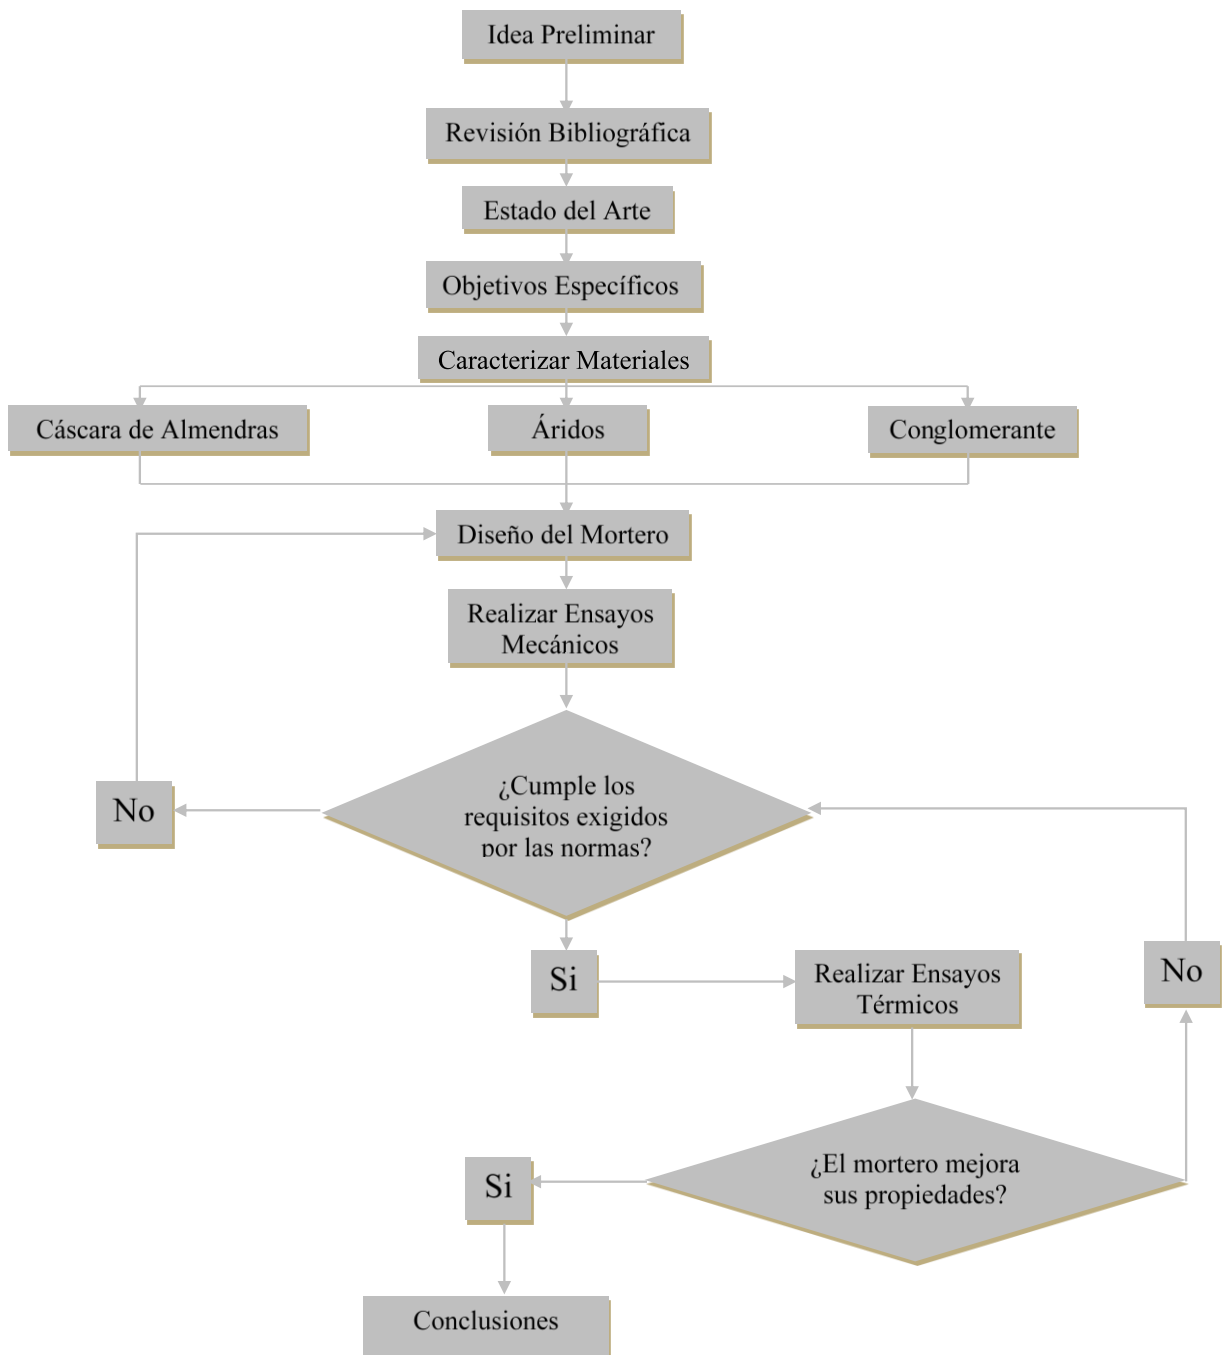 Idea Preliminar
Revisión Bibliográfica
Estado del Arte
Objetivos Específicos
Caracterizar Materiales
Cáscara de Almendras
Áridos
Conglomerante
Diseño del Mortero
Realizar Ensayos
Mecánicos
¿Cumple los
requisitos exigidos
por las normas?
No
Si
Realizar Ensayos
Térmicos
No
¿El mortero mejora
sus propiedades?
Si
Conclusiones